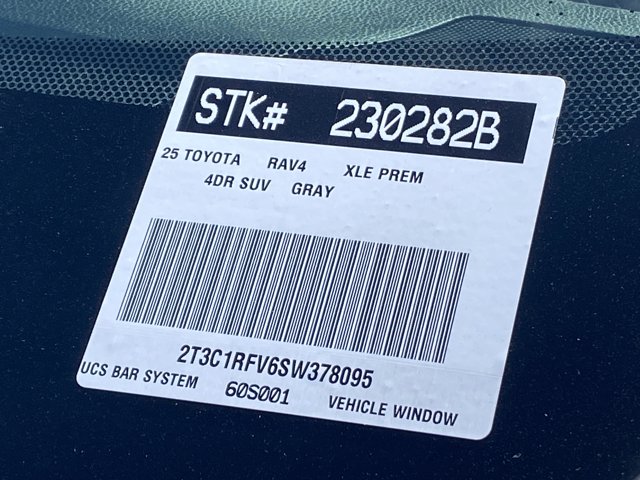 STK# 230282B
25 TOYOTA RAV4 XLE PREM
4DR SUV GRAY
2T3C1RFV6SW378095
UCS BAR SYSTEM 60S001 VEHICLE WINDOW